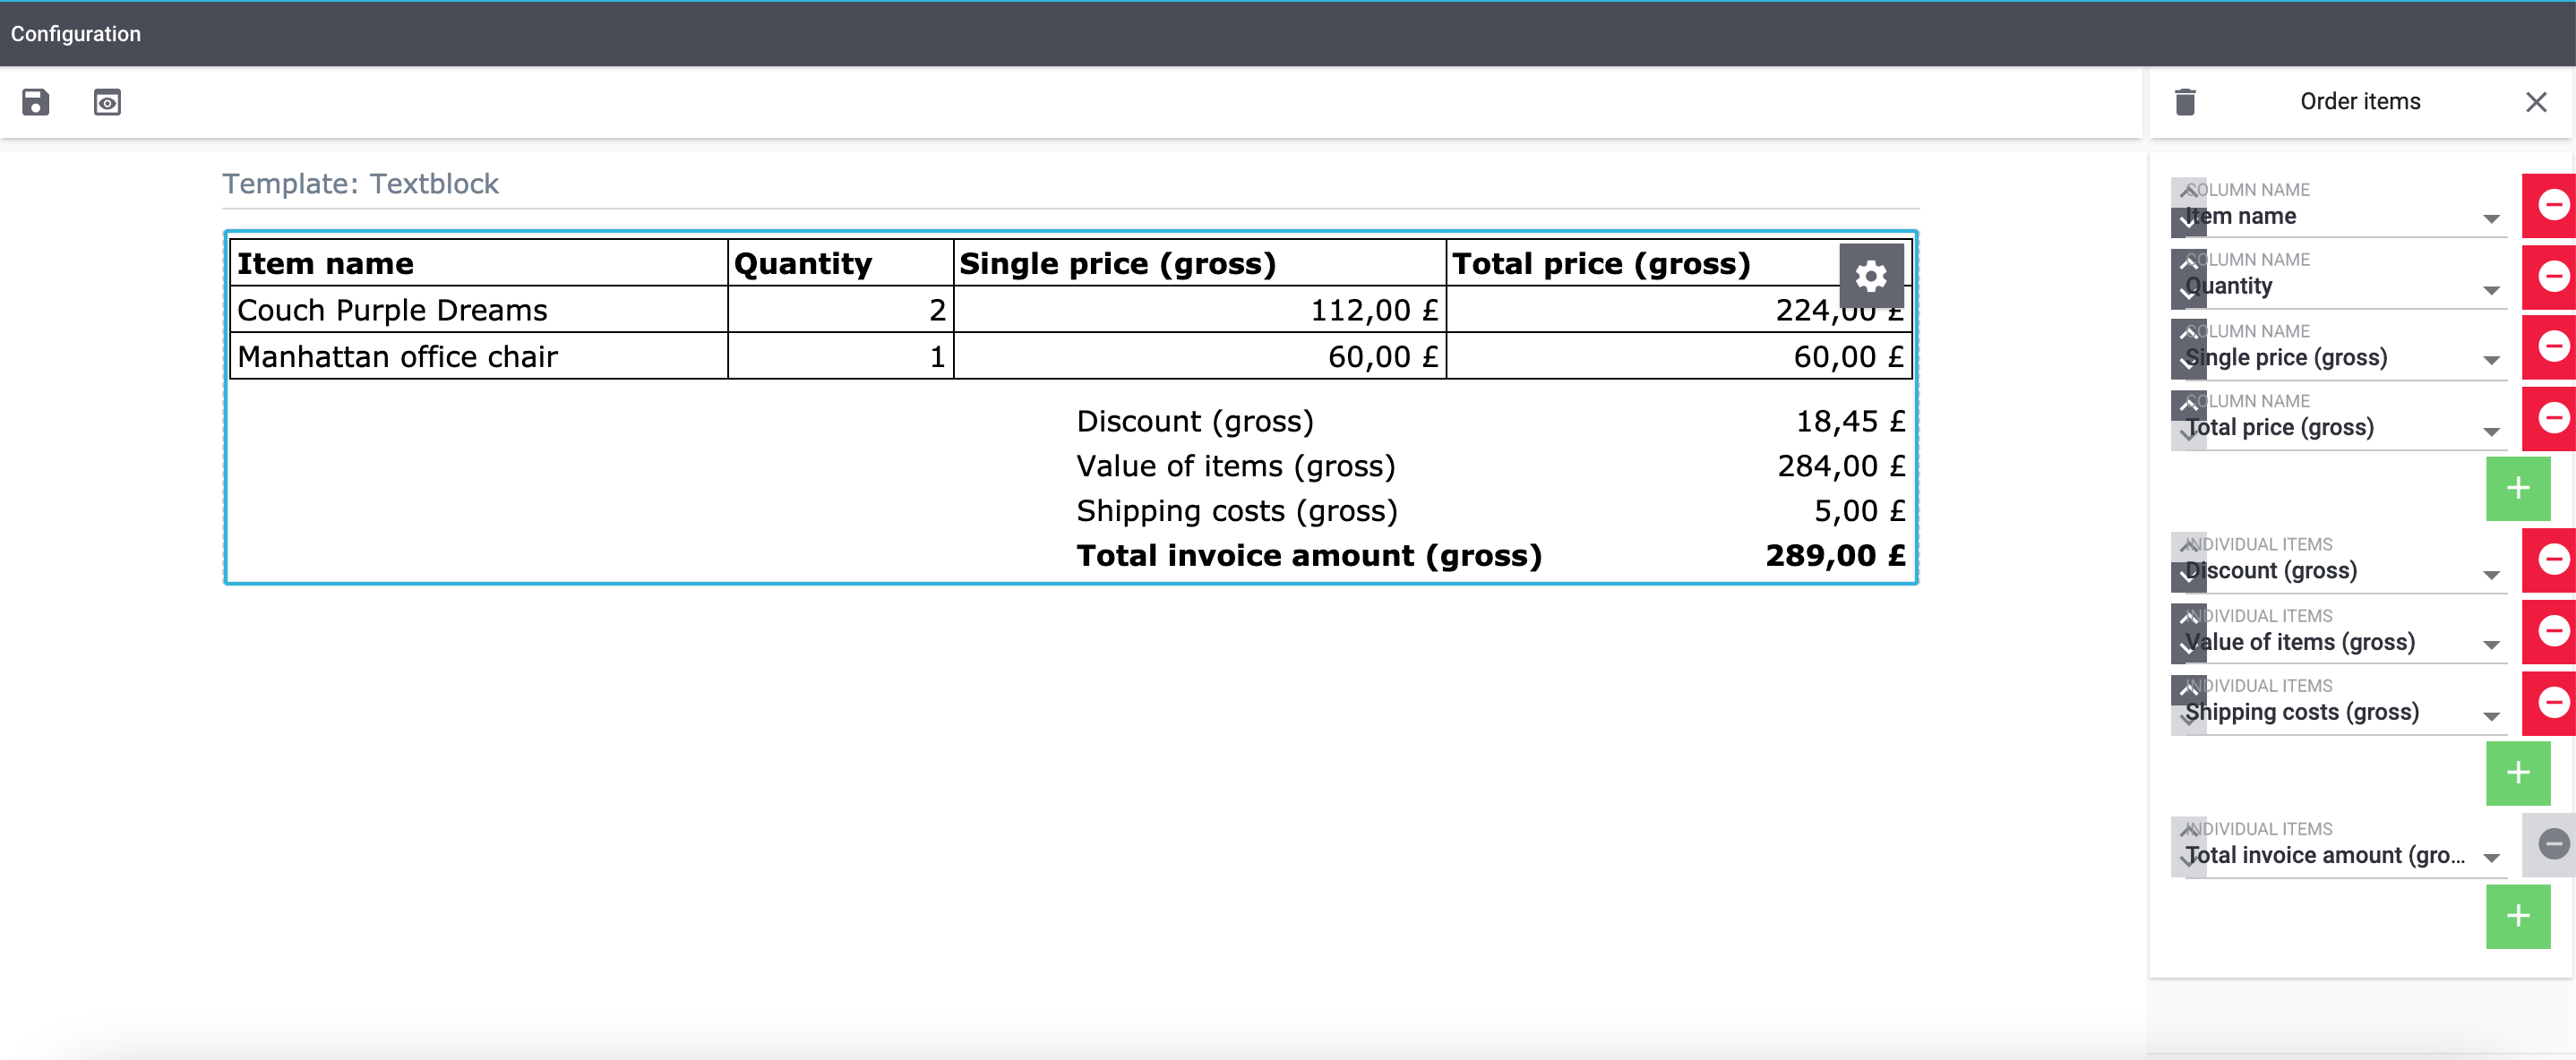 Configuration
Order items
Template: Textblock
Item name Quantity Single price (gross) Total price (gross)
Couch Purple Dreams 2 112,00 £ 224,00 £
Manhattan office chair 1 60,00 £ 60,00 £
Discount (gross) 18,45 £
Value of items (gross) 284,00 £
Shipping costs (gross) 5,00 £
Total invoice amount (gross) 289,00 £
COLUMN NAME
Item name
COLUMN NAME
Quantity
COLUMN NAME
Single price (gross)
COLUMN NAME
Total price (gross)
INDIVIDUAL ITEMS
Discount (gross)
INDIVIDUAL ITEMS
Value of items (gross)
INDIVIDUAL ITEMS
Shipping costs (gross)
INDIVIDUAL ITEMS
Total invoice amount (gro...